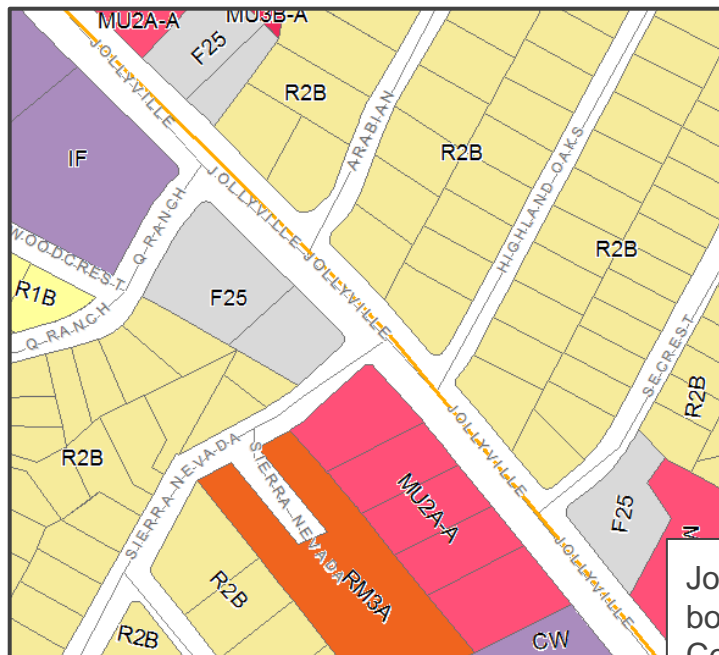 MU2A-A
MU3B-A
F25
JOLLYVILLE
R2B
ARABIAN
R2B
HIGHLAND OAKS
IF
JOLLYVILLE
Q RANCH
WOODCREST
R2B
JOLLYVILLE
R1B
F25
Q RANCH
SECREST
R2B
JOLLYVILLE
R2B
SIERRA NEVADA
SIERRA NEVADA
MU2A-A
F25
JOLLYVILLE
M
R2B
RM3A
R2B
CW
Jo
bo
Co